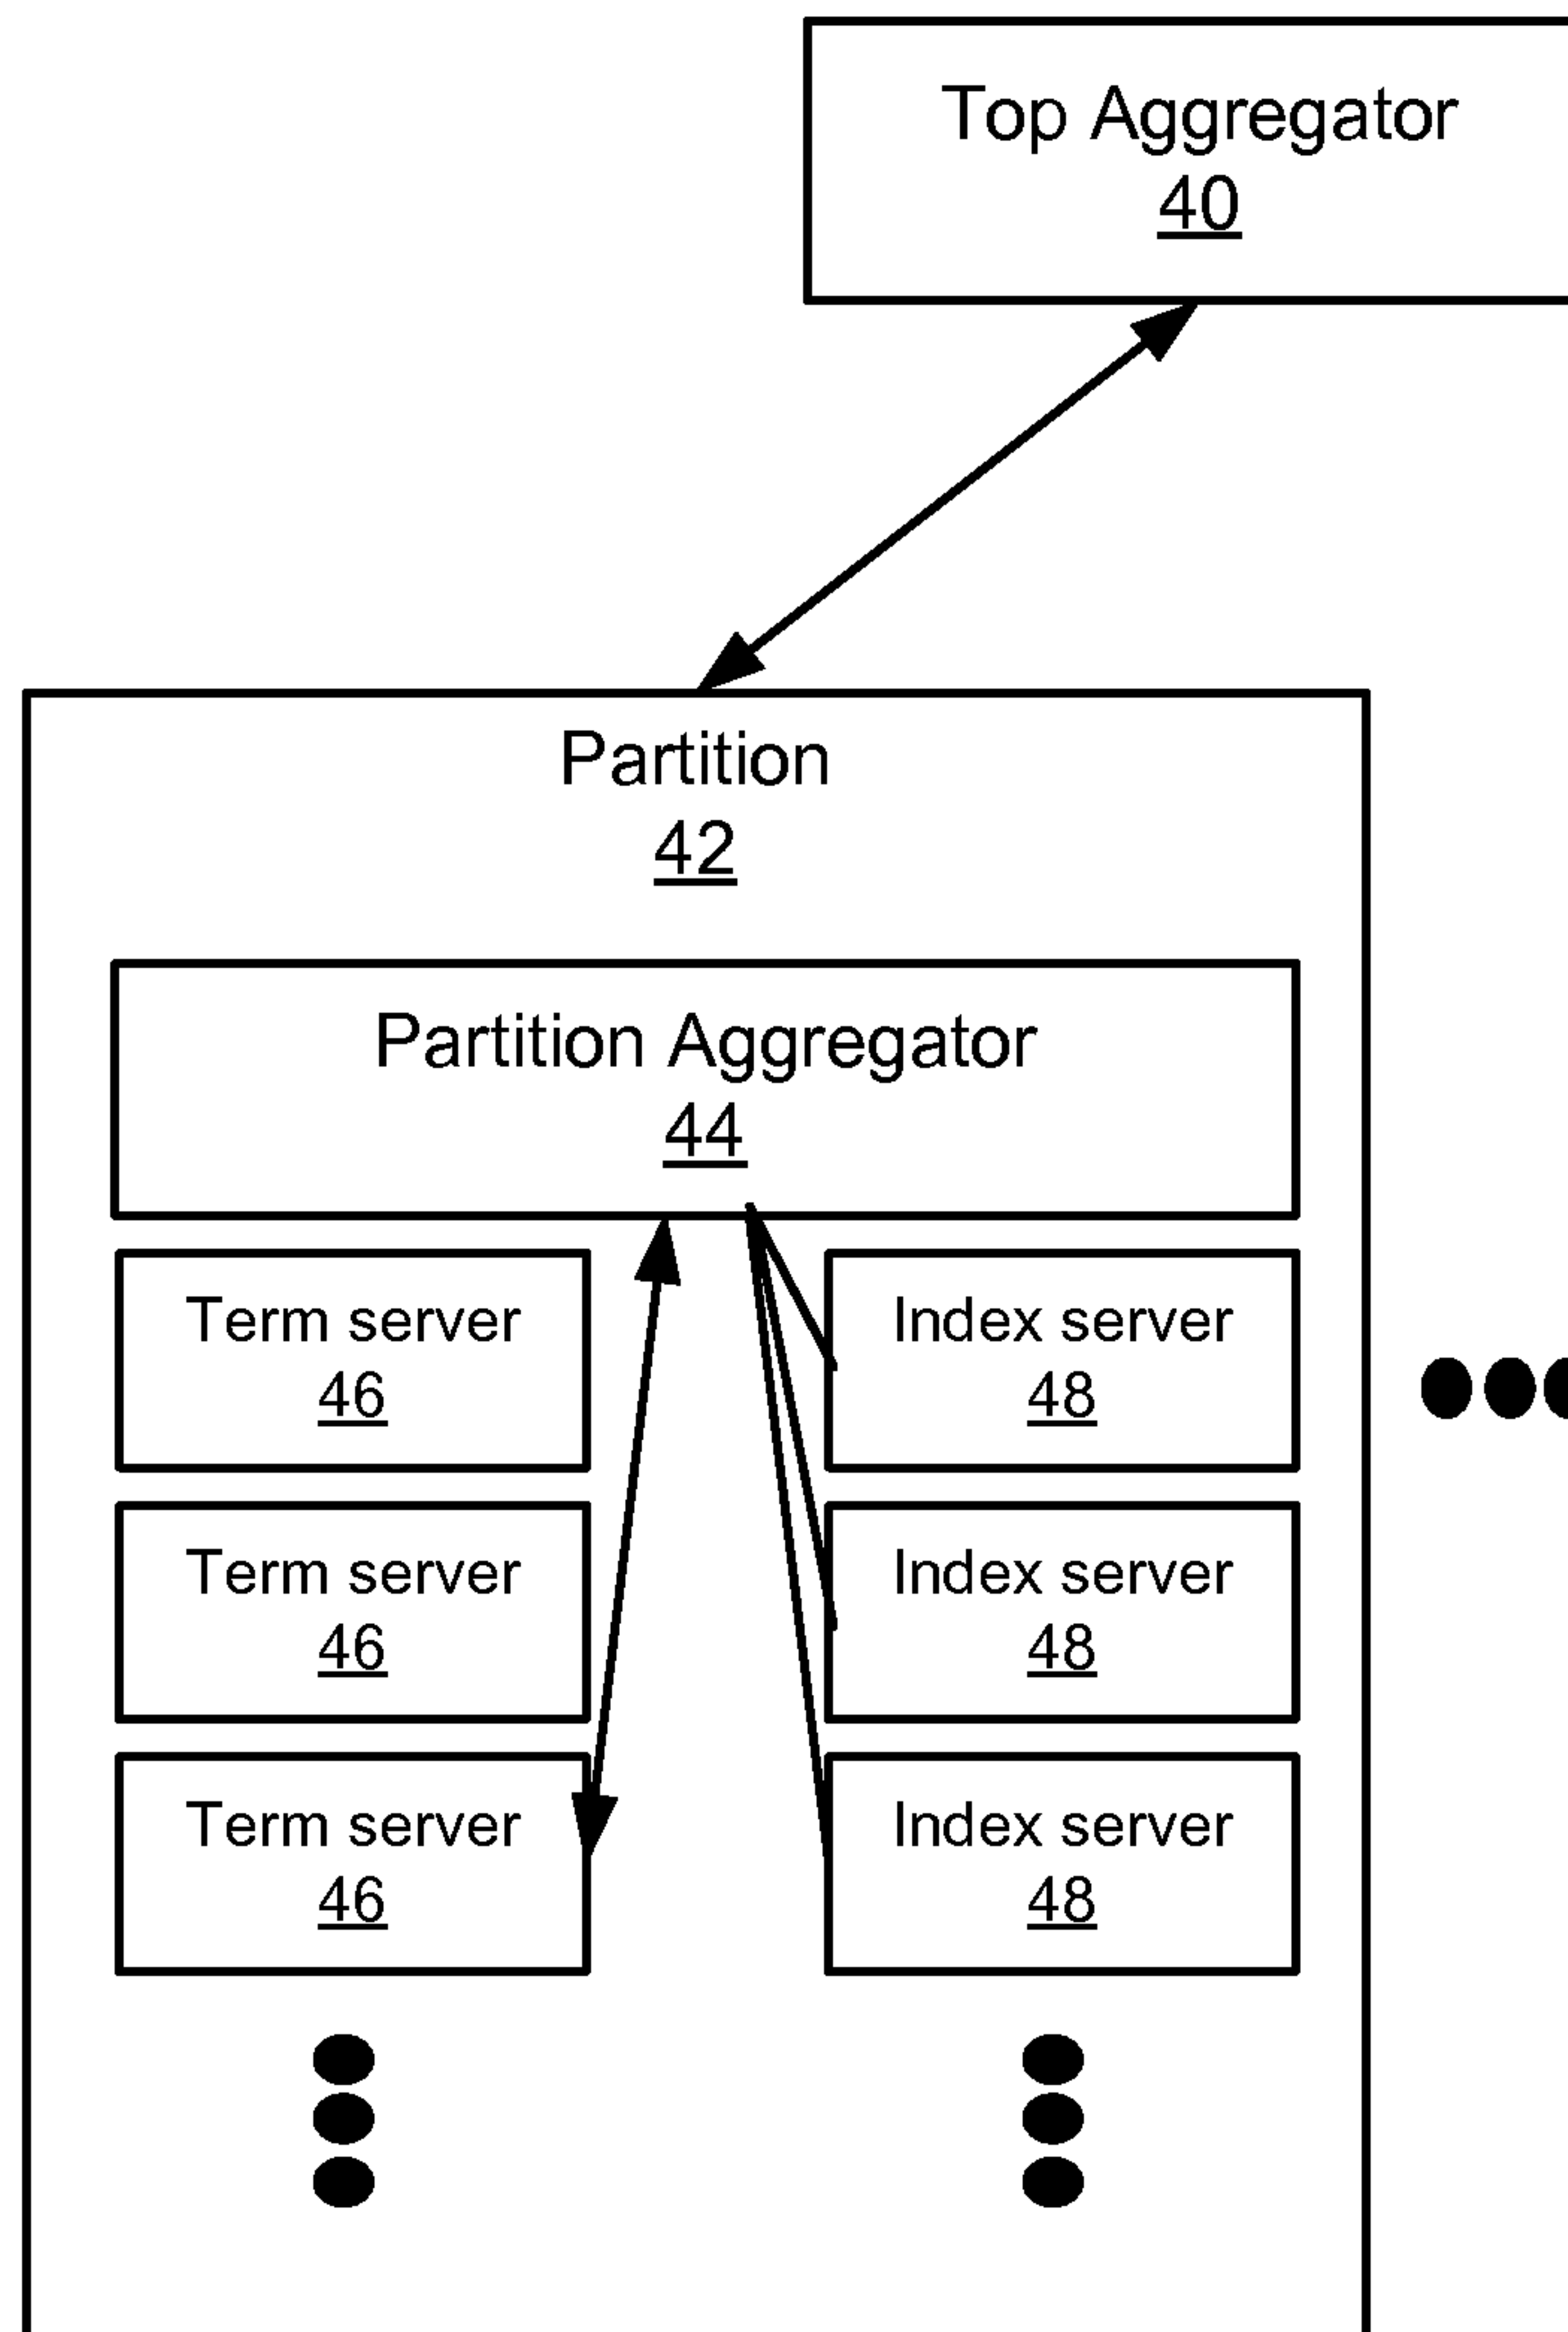 Top Aggregator
40
Partition
42
Partition Aggregator
44
Term server
46
Index server
48
Term server
46
Index server
48
Term server
46
Index server
48